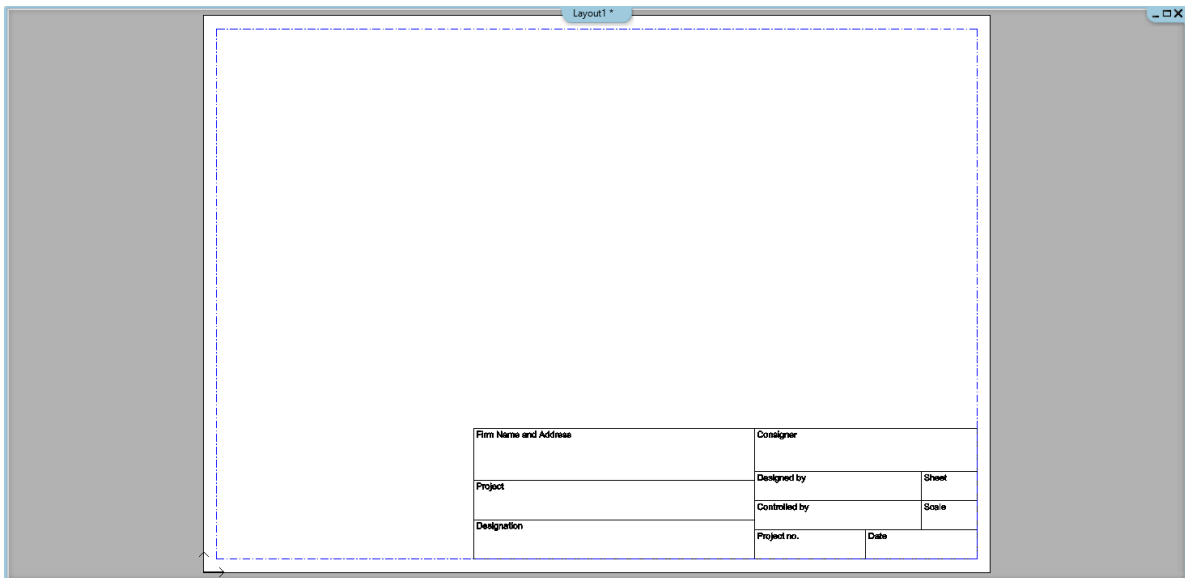 Layout1 *
Firm Name and Address
Consigner
Designed by
Sheet
Project
Controlled by
Scale
Designation
Project no.
Date